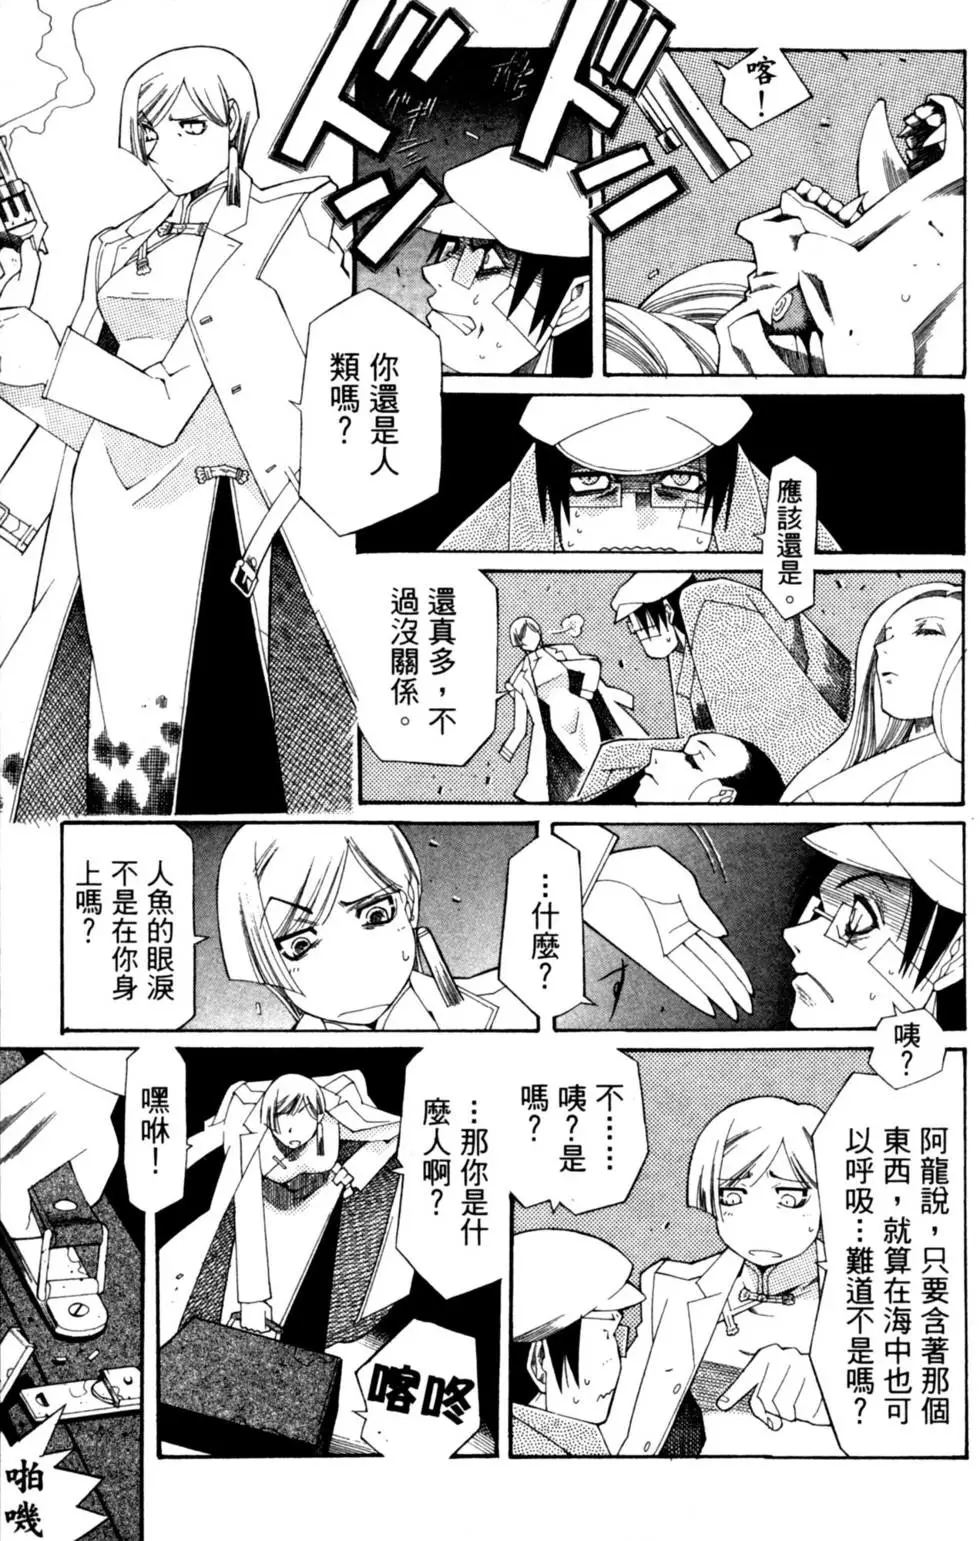 喀！
ドドン
你還是人
類嗎？
應該還是。
還真多，不
過沒關係。
…什麼？
人魚的眼淚
不是在你身
上嗎？
咦？
阿龍說，只要含著那個
東西，就算在海中也可
以呼吸…難道不是嗎？
不……
咦？是
嗎？
…那你是什
麼人啊？
喀咚
嘿咻！
啪嘰